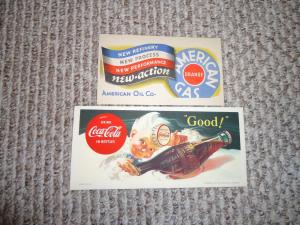 NEW REFINERY
NEW PROCESS
NEW PERFORMANCE
new-action
AMERICAN OIL CO.
AMERICAN
ORANGE
GAS
DRINK
Coca-Cola
IN BOTTLES
"Good!"